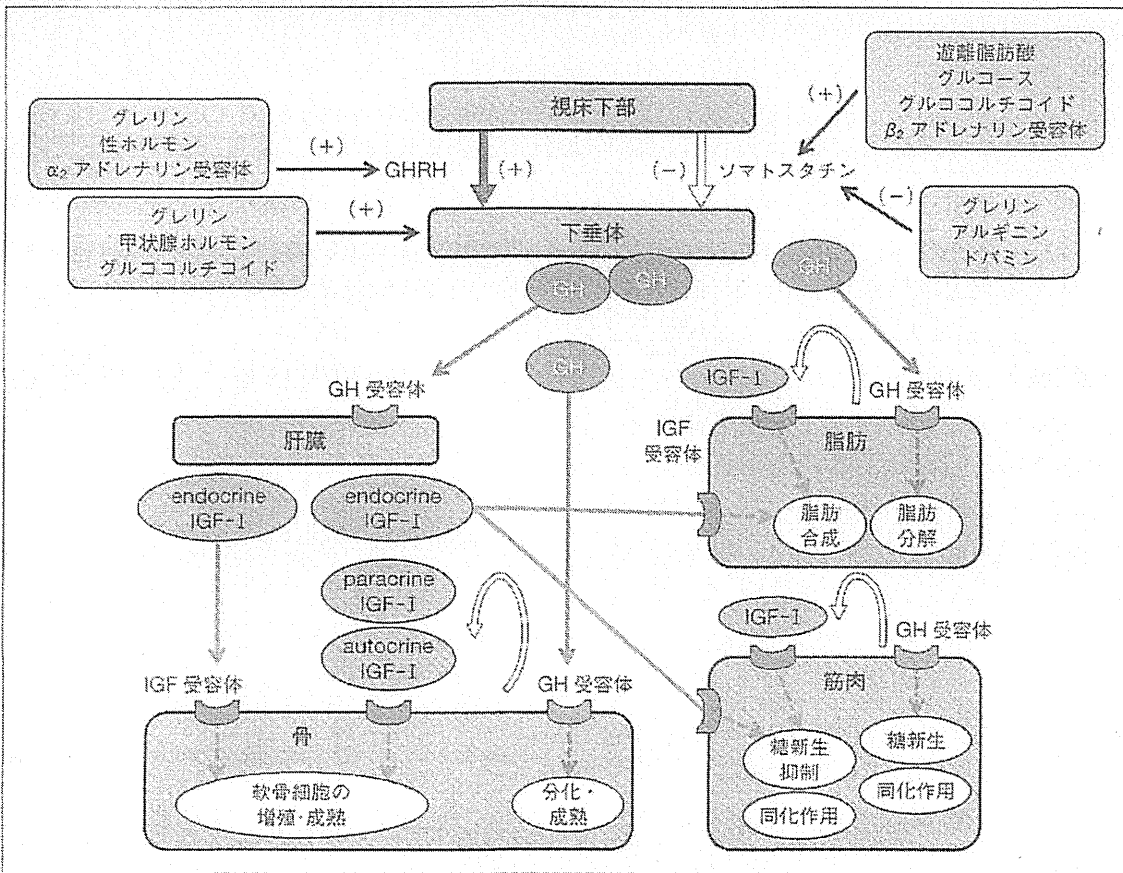 遊離脂肪酸
グルコース
グルココルチコイド
β₂アドレナリン受容体
(+)
視床下部
グレリン
性ホルモン
α₂アドレナリン受容体
(+)
GHRH
(+)
(-)
ソマトスタチン
(-)
グレリン
アルギニン
ドパミン
グレリン
甲状腺ホルモン
グルココルチコイド
(+)
下垂体
GH
GH
GH
GH
GH 受容体
肝臓
endocrine
IGF-I
endocrine
IGF-I
paracrine
IGF-I
autocrine
IGF-I
IGF 受容体
GH 受容体
骨
軟骨細胞の
増殖・成熟
分化・
成熟
IGF-I
GH 受容体
IGF
受容体
脂肪
脂肪
合成
脂肪
分解
IGF-I
GH 受容体
筋肉
糖新生
抑制
同化作用
糖新生
同化作用